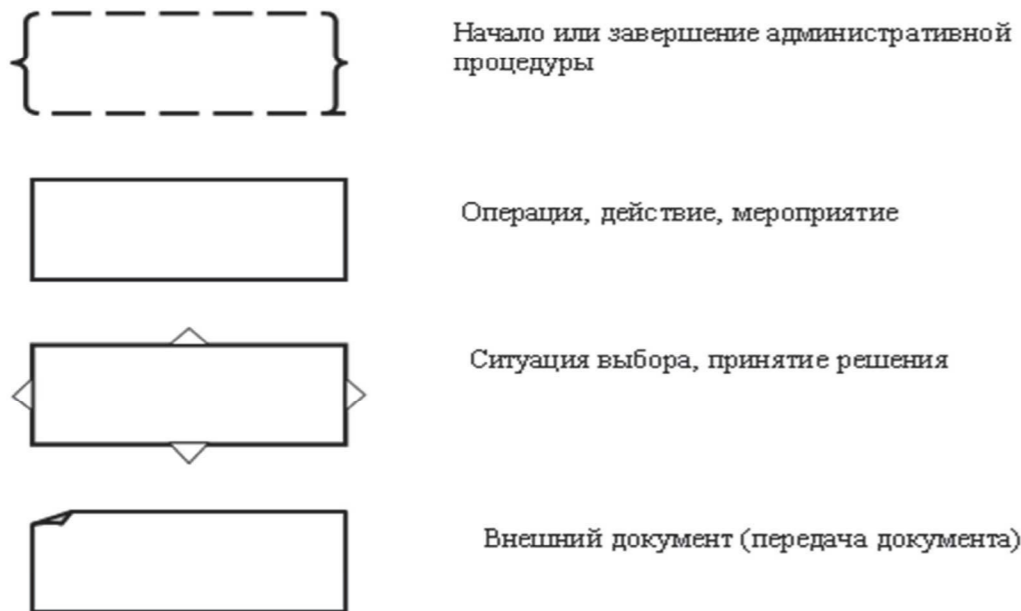 Начало или завершение административной
процедуры
Операция, действие, мероприятие
Ситуация выбора, принятие решения
Внешний документ (передача документа)